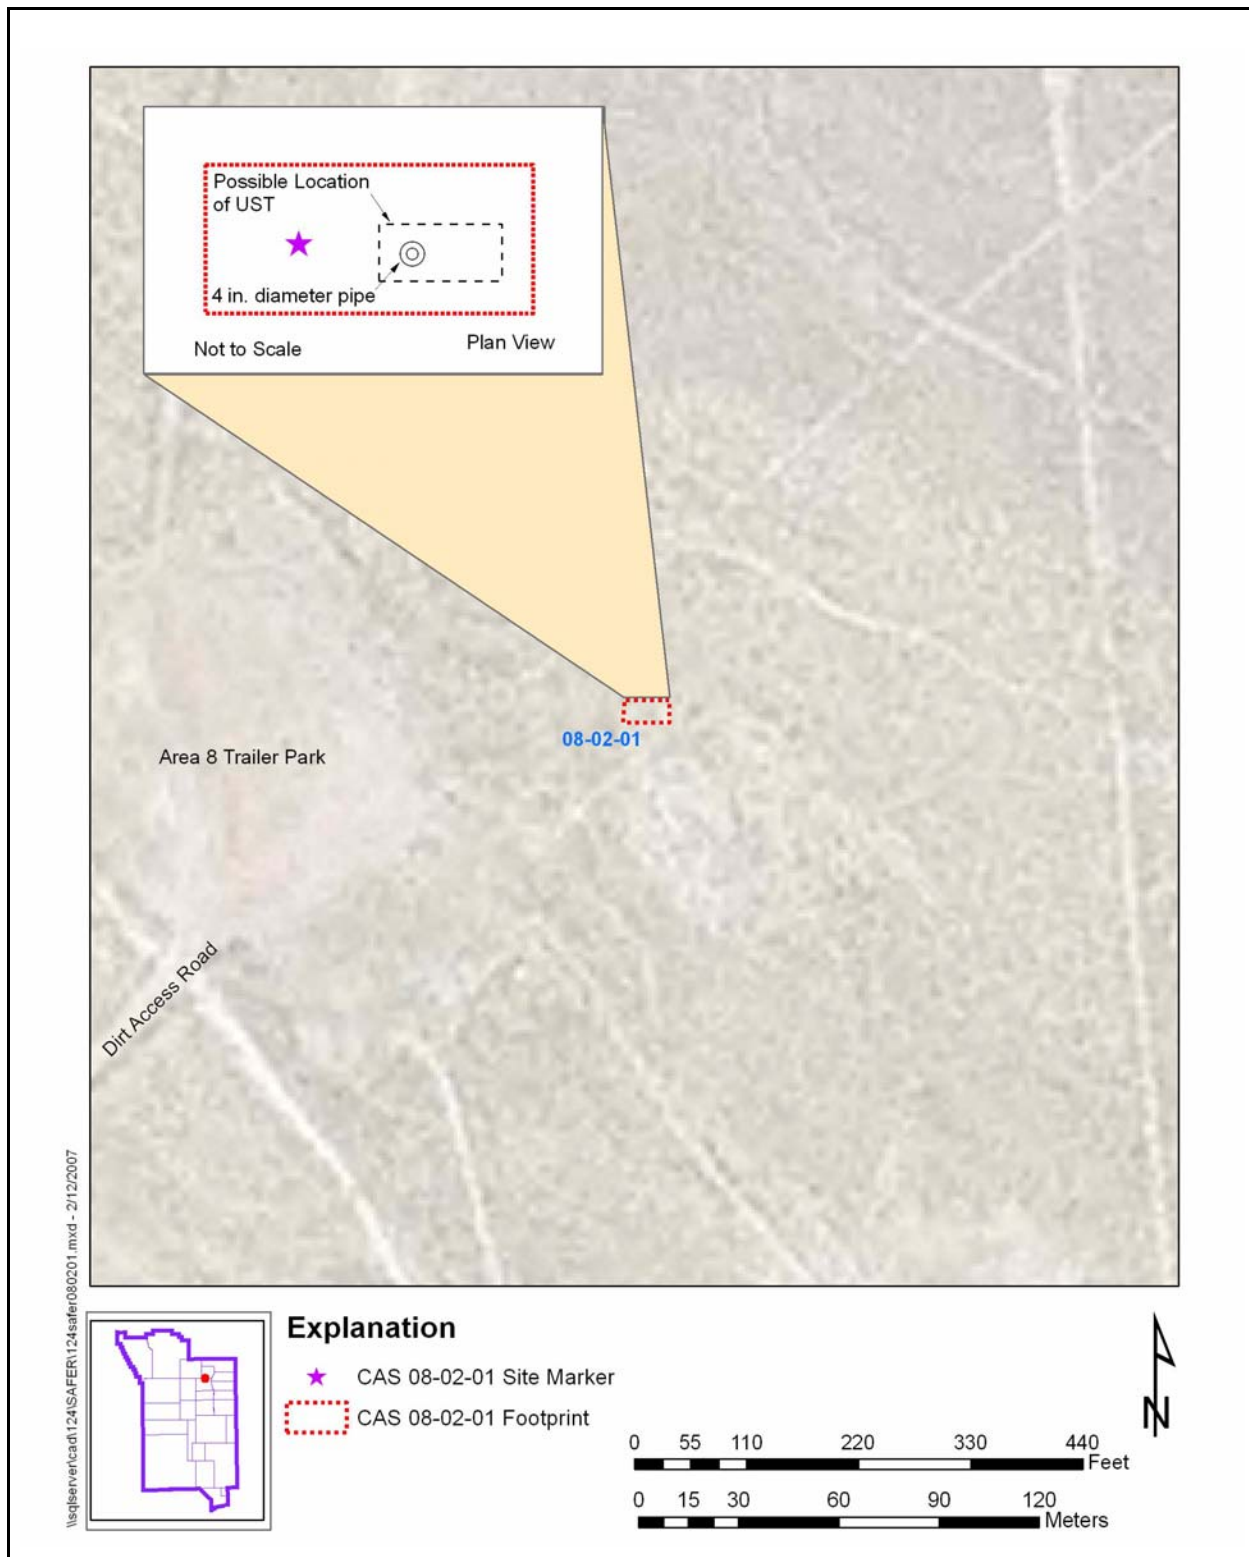 Possible Location
of UST
4 in. diameter pipe
Not to Scale
Plan View
08-02-01
Area 8 Trailer Park
Dirt Access Road
\\sqlserver\cad\124\SAFER\124safer080201.mxd - 2/12/2007
Explanation
CAS 08-02-01 Site Marker
CAS 08-02-01 Footprint
N
0 55 110 220 330 440
Feet
0 15 30 60 90 120
Meters